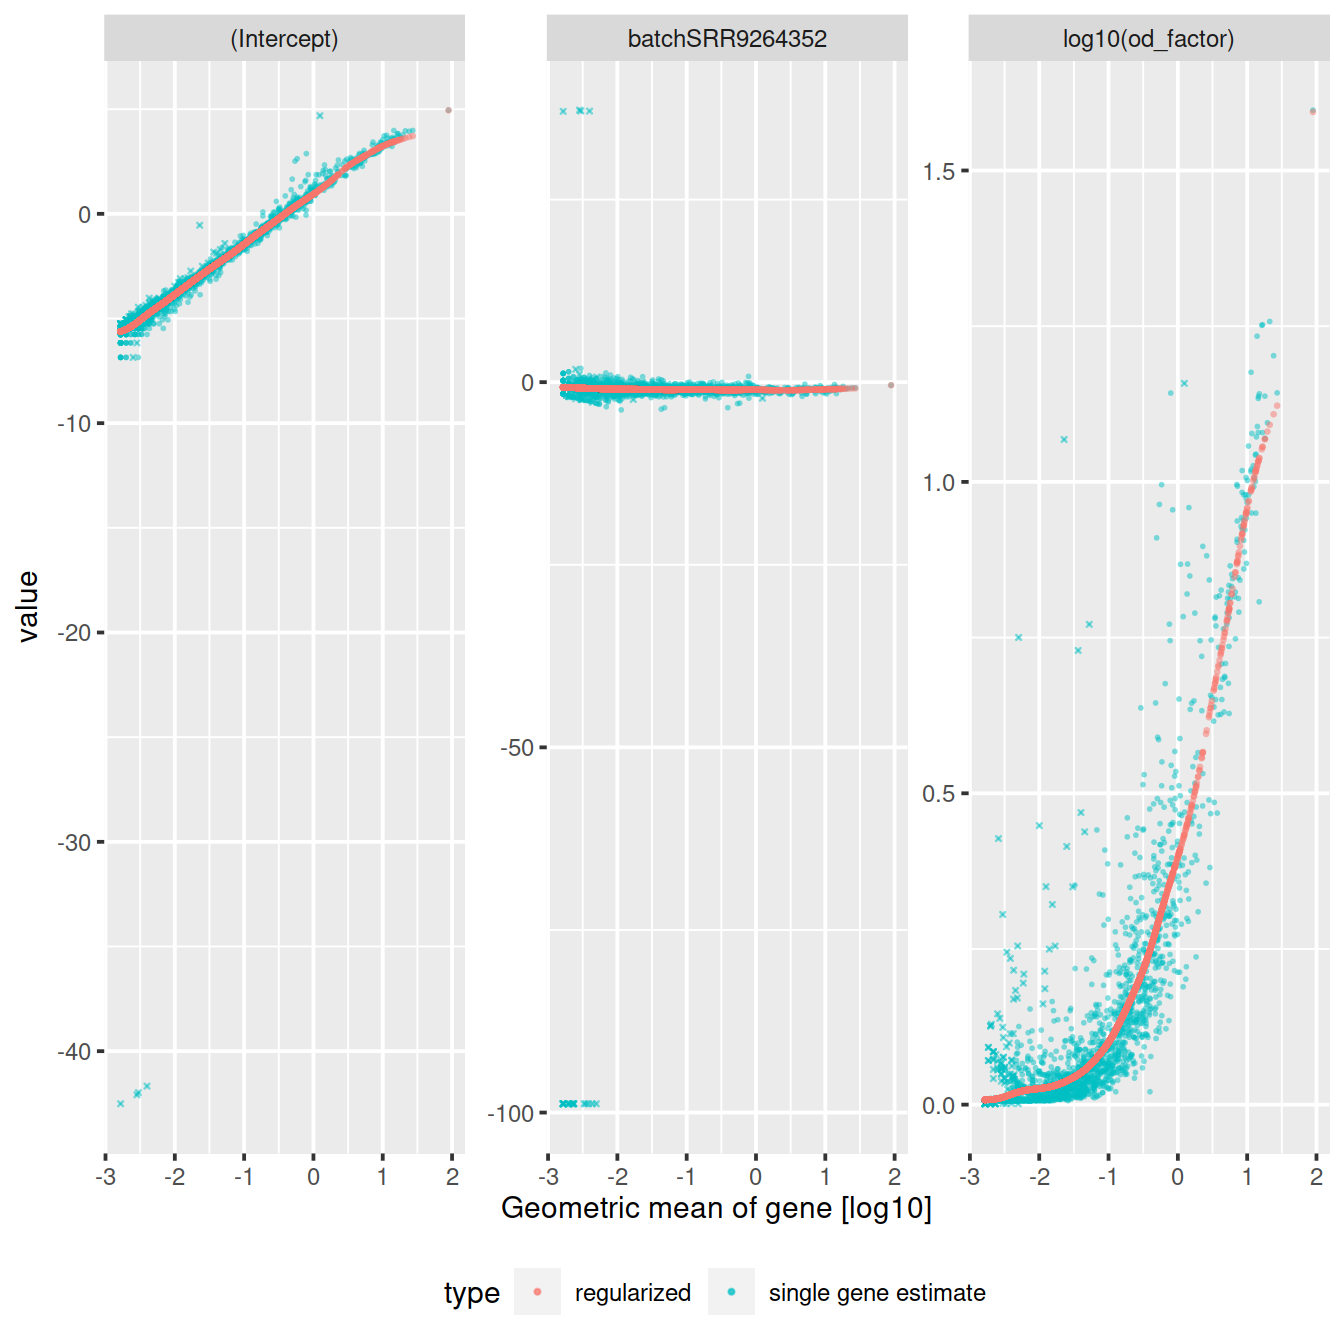 (Intercept) batchSRR9264352 log10(od_factor)
value
0
-10
-20
-30
-40
0
-50
-100
1.5
1.0
0.5
0.0
-3 -2 -1 0 1 2 -3 -2 -1 0 1 2 -3 -2 -1 0 1 2
Geometric mean of gene [log10]
type regularized single gene estimate